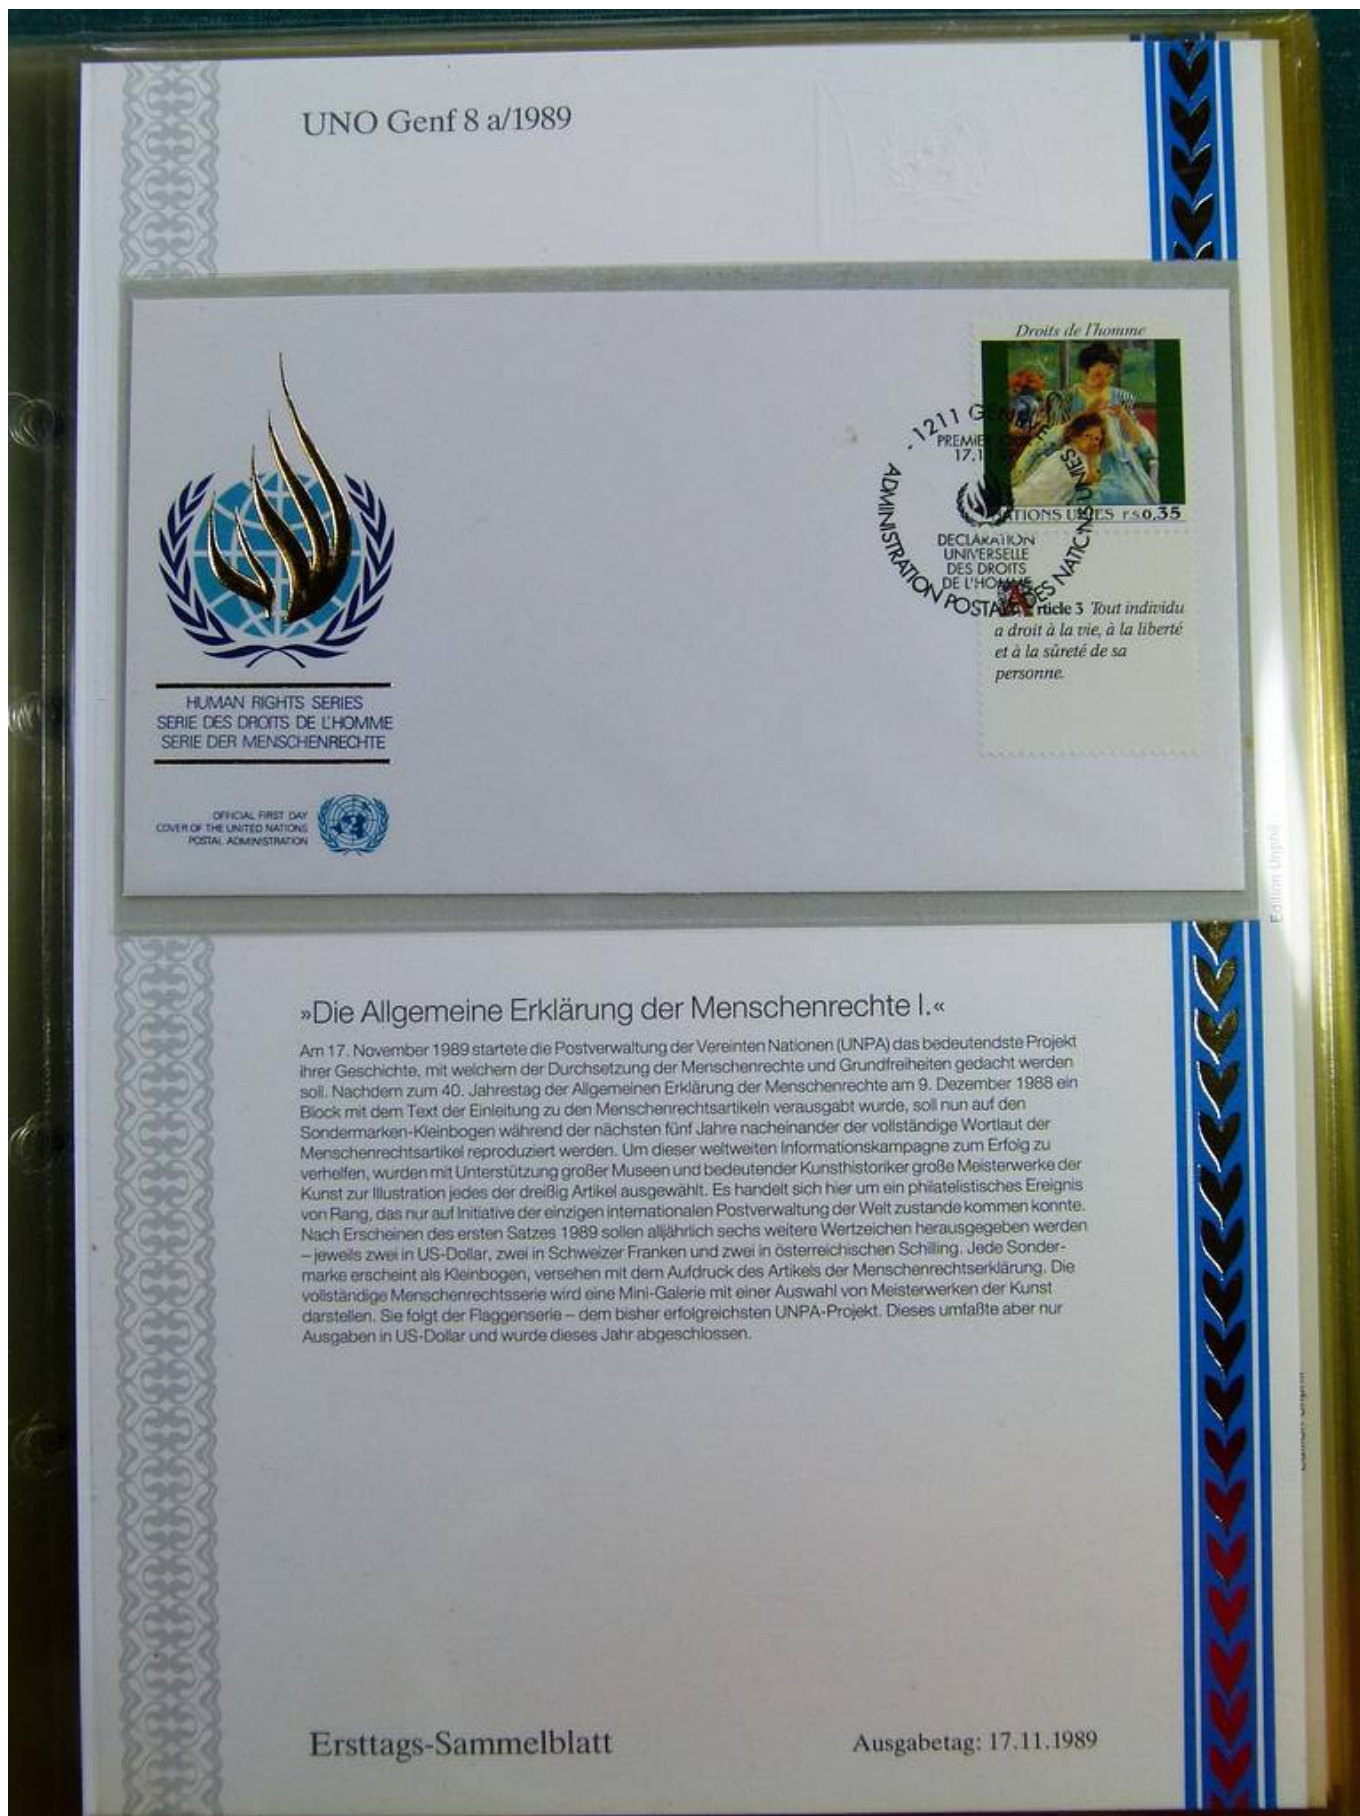 UNO Genf 8 a/1989
Droits de l'homme
- 1211 GENÈVE -
PREMIER
17.1
ADMINISTRATION POSTALE DES NATIONS UNIES
NATIONS UNIES F.S 0,35
DECLARATION
UNIVERSELLE
DES DROITS
DE L'HOMME
Article 3 Tout individu
a droit à la vie, à la liberté
et à la sûreté de sa
personne.
HUMAN RIGHTS SERIES
SERIE DES DROITS DE L'HOMME
SERIE DER MENSCHENRECHTE
OFFICIAL FIRST DAY
COVER OF THE UNITED NATIONS
POSTAL ADMINISTRATION
Edition Unphil
»Die Allgemeine Erklärung der Menschenrechte I.«
Am 17. November 1989 startete die Postverwaltung der Vereinten Nationen (UNPA) das bedeutendste Projekt
ihrer Geschichte, mit welchem der Durchsetzung der Menschenrechte und Grundfreiheiten gedacht werden
soll. Nachdem zum 40. Jahrestag der Allgemeinen Erklärung der Menschenrechte am 9. Dezember 1988 ein
Block mit dem Text der Einleitung zu den Menschenrechtsartikeln verausgabt wurde, soll nun auf den
Sondermarken-Kleinbogen während der nächsten fünf Jahre nacheinander der vollständige Wortlaut der
Menschenrechtsartikel reproduziert werden. Um dieser weltweiten Informationskampagne zum Erfolg zu
verhelfen, wurden mit Unterstützung großer Museen und bedeutender Kunsthistoriker große Meisterwerke der
Kunst zur Illustration jedes der dreißig Artikel ausgewählt. Es handelt sich hier um ein philatelistisches Ereignis
von Rang, das nur auf Initiative der einzigen internationalen Postverwaltung der Welt zustande kommen konnte.
Nach Erscheinen des ersten Satzes 1989 sollen alljährlich sechs weitere Wertzeichen herausgegeben werden
– jeweils zwei in US-Dollar, zwei in Schweizer Franken und zwei in österreichischen Schilling. Jede Sonder-
marke erscheint als Kleinbogen, versehen mit dem Aufdruck des Artikels der Menschenrechtserklärung. Die
vollständige Menschenrechtsserie wird eine Mini-Galerie mit einer Auswahl von Meisterwerken der Kunst
darstellen. Sie folgt der Flaggenserie – dem bisher erfolgreichsten UNPA-Projekt. Dieses umfaßte aber nur
Ausgaben in US-Dollar und wurde dieses Jahr abgeschlossen.
Ersttags-Sammelblatt
Ausgabetag: 17.11.1989